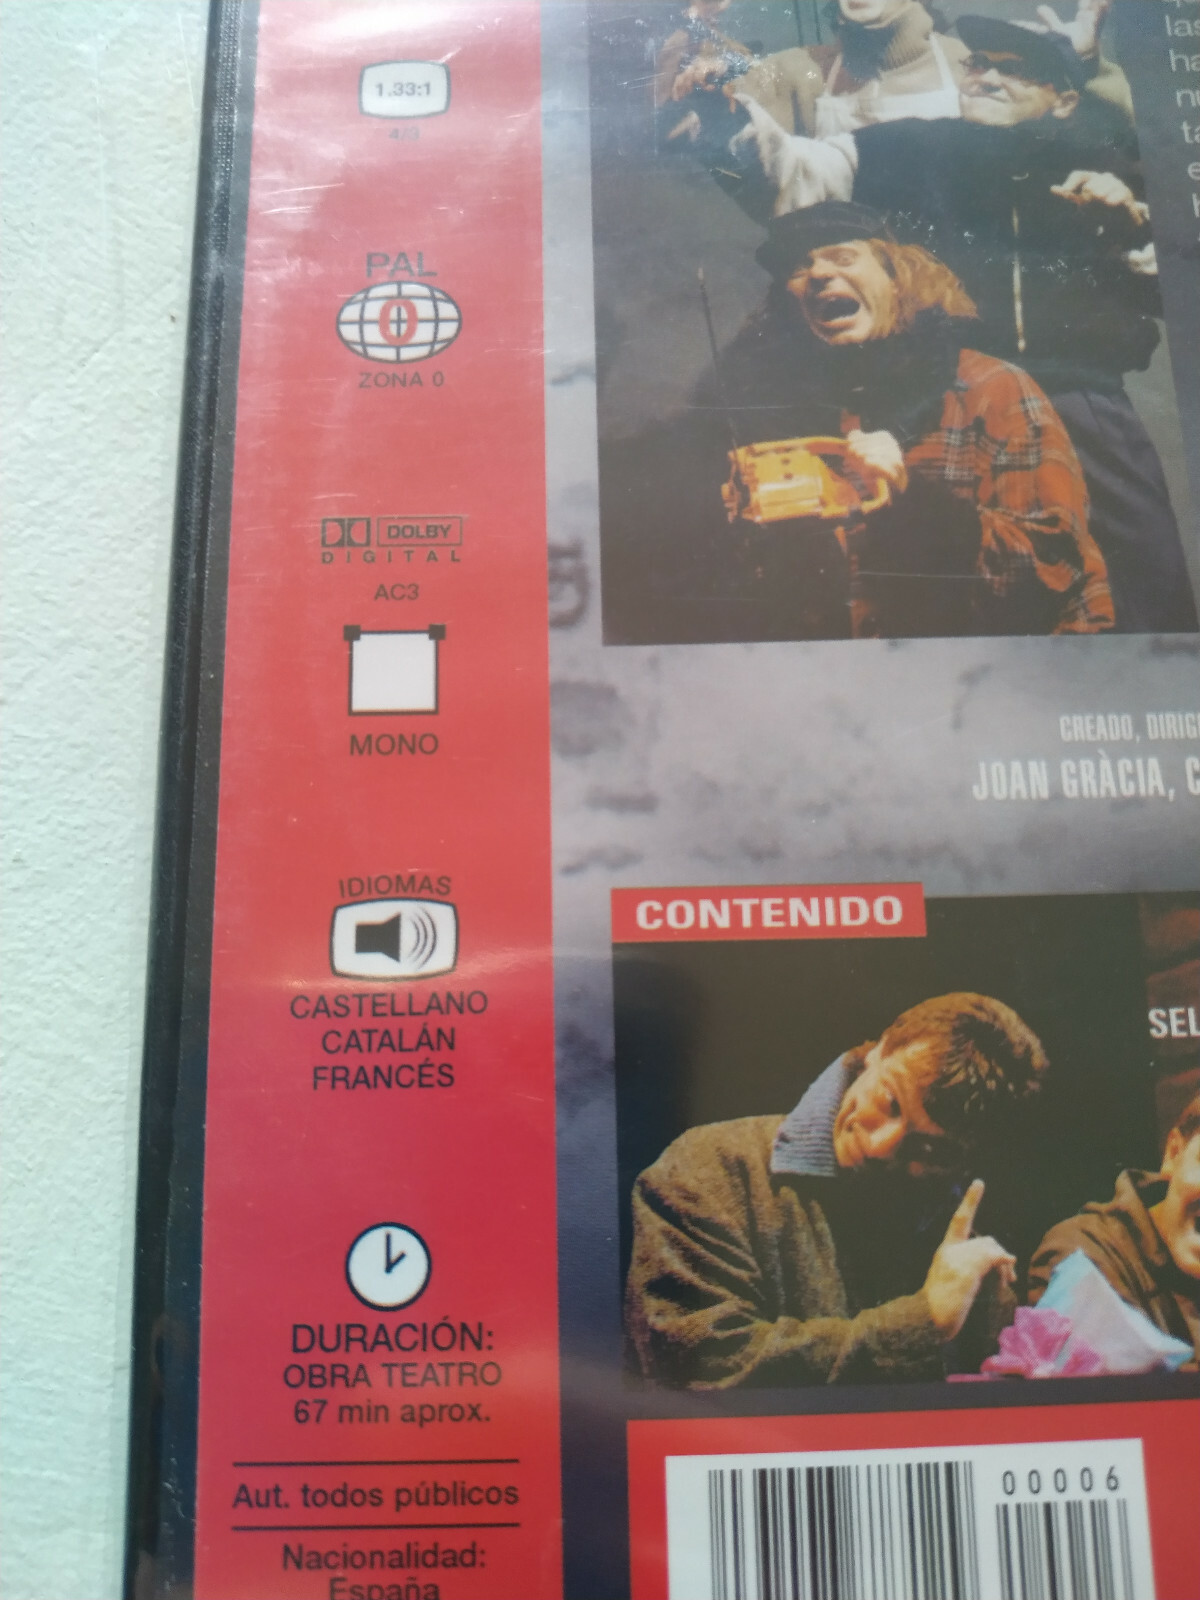 1.33:1
4/3
PAL
0
ZONA 0
DOLBY
DIGITAL
AC3
MONO
IDIOMAS
CASTELLANO
CATALÁN
FRANCÉS
DURACIÓN:
OBRA TEATRO
67 min aprox.
Aut. todos públicos
Nacionalidad:
España
las
CREADO,
JOAN GRÀCIA,
CONTENIDO
SEL
00006